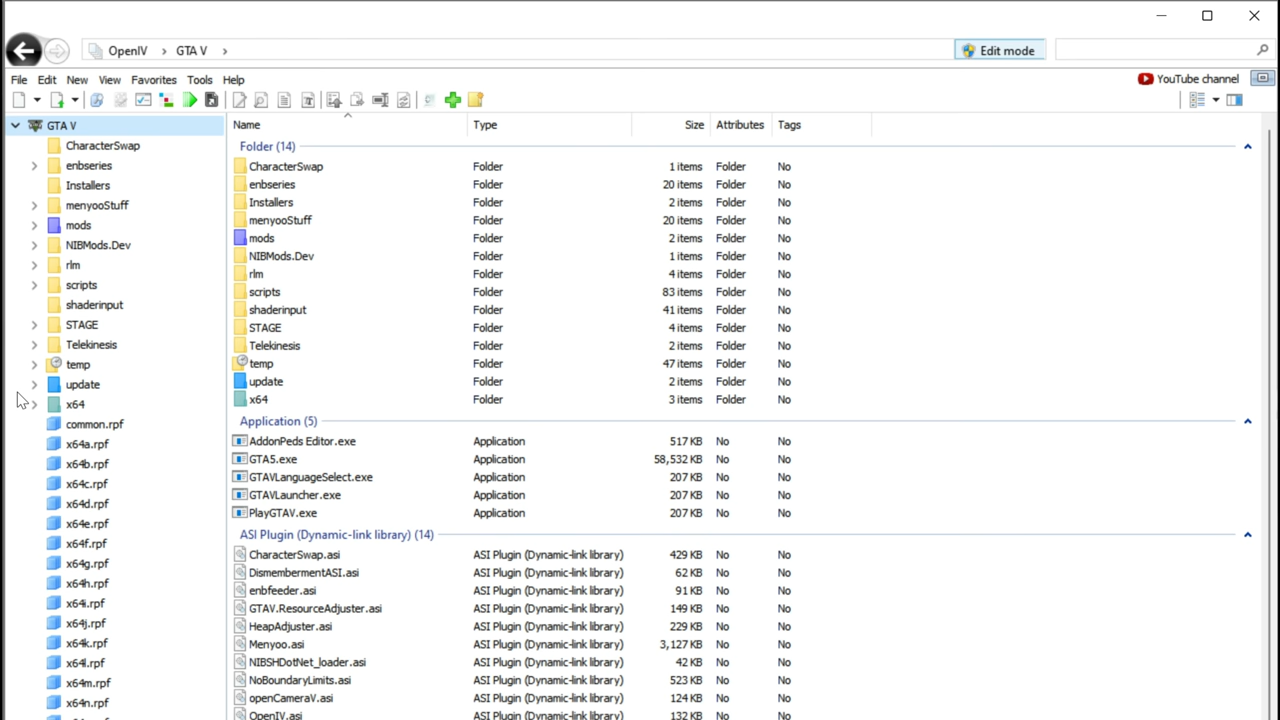 OpenIV
GTA V
Edit mode
File Edit New View Favorites Tools Help
YouTube channel
GTA V
CharacterSwap
enbseries
Installers
menyooStuff
mods
NIBMods.Dev
rlm
scripts
shaderinput
STAGE
Telekinesis
temp
update
x64
common.rpf
x64a.rpf
x64b.rpf
x64c.rpf
x64d.rpf
x64e.rpf
x64f.rpf
x64g.rpf
x64h.rpf
x64i.rpf
x64j.rpf
x64k.rpf
x64l.rpf
x64m.rpf
x64n.rpf
Name Type Size Attributes Tags
Folder (14)
CharacterSwap Folder 1 items Folder No
enbseries Folder 20 items Folder No
Installers Folder 2 items Folder No
menyooStuff Folder 20 items Folder No
mods Folder 2 items Folder No
NIBMods.Dev Folder 1 items Folder No
rlm Folder 4 items Folder No
scripts Folder 83 items Folder No
shaderinput Folder 41 items Folder No
STAGE Folder 4 items Folder No
Telekinesis Folder 2 items Folder No
temp Folder 47 items Folder No
update Folder 2 items Folder No
x64 Folder 3 items Folder No
Application (5)
AddonPeds Editor.exe Application 517 KB No No
GTA5.exe Application 58,532 KB No No
GTAVLanguageSelect.exe Application 207 KB No No
GTAVLauncher.exe Application 207 KB No No
PlayGTAV.exe Application 207 KB No No
ASI Plugin (Dynamic-link library) (14)
CharacterSwap.asi ASI Plugin (Dynamic-link library) 429 KB No No
DismembermentASI.asi ASI Plugin (Dynamic-link library) 62 KB No No
enbfeeder.asi ASI Plugin (Dynamic-link library) 91 KB No No
GTAV.ResourceAdjuster.asi ASI Plugin (Dynamic-link library) 149 KB No No
HeapAdjuster.asi ASI Plugin (Dynamic-link library) 229 KB No No
Menyoo.asi ASI Plugin (Dynamic-link library) 3,127 KB No No
NIBSHDotNet_loader.asi ASI Plugin (Dynamic-link library) 42 KB No No
NoBoundaryLimits.asi ASI Plugin (Dynamic-link library) 523 KB No No
openCameraV.asi ASI Plugin (Dynamic-link library) 124 KB No No
OpenIV.asi ASI Plugin (Dynamic-link library) 132 KB No No